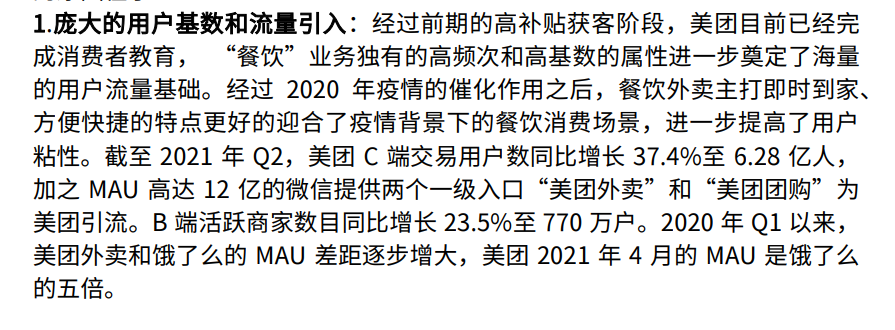 1.庞大的用户基数和流量引入：经过前期的高补贴获客阶段，美团目前已经完
成消费者教育， “餐饮”业务独有的高频次和高基数的属性进一步奠定了海量
的用户流量基础。经过 2020 年疫情的催化作用之后，餐饮外卖主打即时到家、
方便快捷的特点更好的迎合了疫情背景下的餐饮消费场景，进一步提高了用户
粘性。截至 2021 年 Q2，美团 C 端交易用户数同比增长 37.4%至 6.28 亿人，
加之 MAU 高达 12 亿的微信提供两个一级入口“美团外卖”和“美团团购”为
美团引流。B 端活跃商家数目同比增长 23.5%至 770 万户。2020 年 Q1 以来，
美团外卖和饿了么的 MAU 差距逐步增大，美团 2021 年 4 月的 MAU 是饿了么
的五倍。